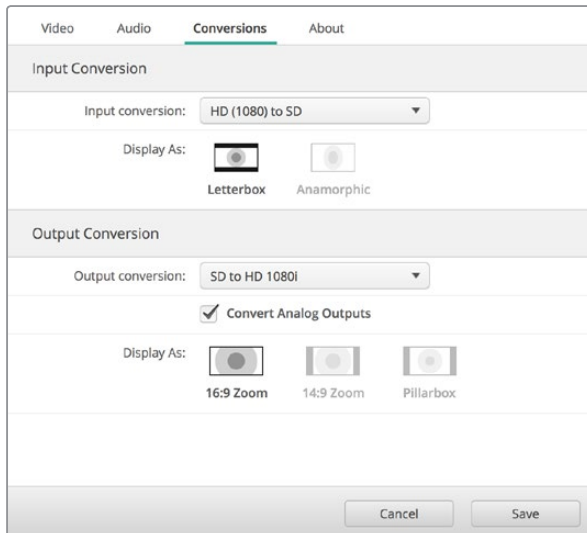 Video Audio Conversions About
Input Conversion
Input conversion: HD (1080) to SD
Display As:
Letterbox Anamorphic
Output Conversion
Output conversion: SD to HD 1080i
Convert Analog Outputs
Display As:
16:9 Zoom 14:9 Zoom Pillarbox
Cancel Save